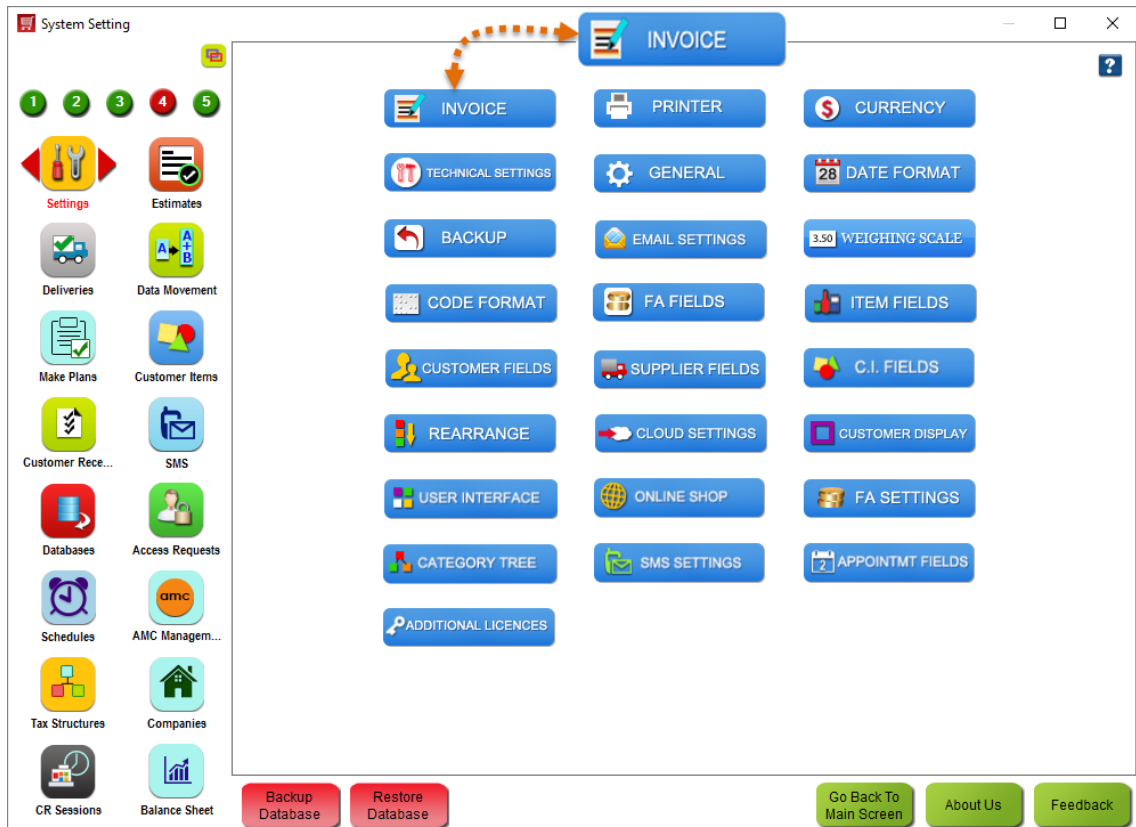 System Setting
INVOICE
?
1 2 3 4 5
INVOICE
PRINTER
$ CURRENCY
TECHNICAL SETTINGS
GENERAL
28 DATE FORMAT
BACKUP
EMAIL SETTINGS
3.50 WEIGHING SCALE
CODE FORMAT
FA FIELDS
ITEM FIELDS
CUSTOMER FIELDS
SUPPLIER FIELDS
C.I. FIELDS
REARRANGE
CLOUD SETTINGS
CUSTOMER DISPLAY
USER INTERFACE
ONLINE SHOP
FA SETTINGS
CATEGORY TREE
SMS SETTINGS
2 APPOINTMT FIELDS
ADDITIONAL LICENCES
Settings
Estimates
A
A
+
B
Deliveries
Data Movement
Make Plans
Customer Items
Customer Rece...
SMS
Databases
Access Requests
amc
Schedules
AMC Managem...
Tax Structures
Companies
CR Sessions
Balance Sheet
Backup
Database
Restore
Database
Go Back To
Main Screen
About Us
Feedback